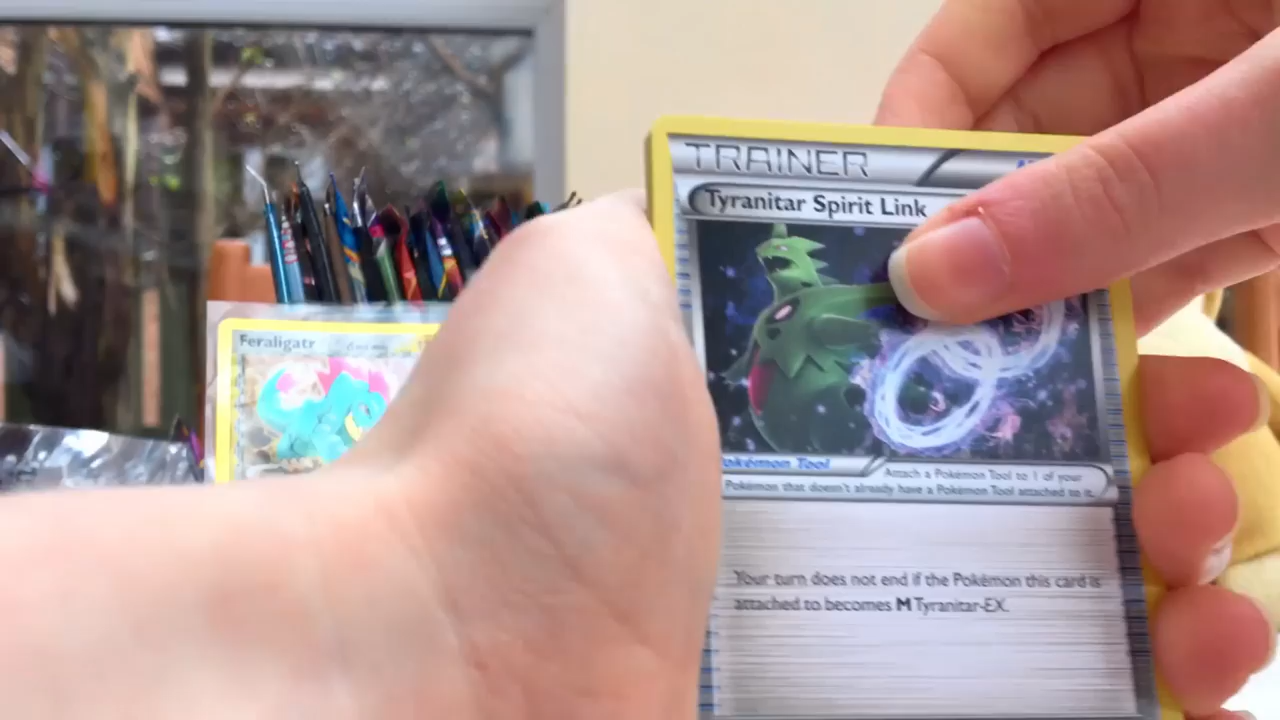 TRAINER
Tyranitar Spirit Link
Feraligatr
Pokémon Tool
Attach a Pokémon Tool to 1 of your
Pokémon that doesn't already have a Pokémon Tool attached to it.
Your turn does not end if the Pokémon this card is
attached to becomes M Tyranitar-EX.